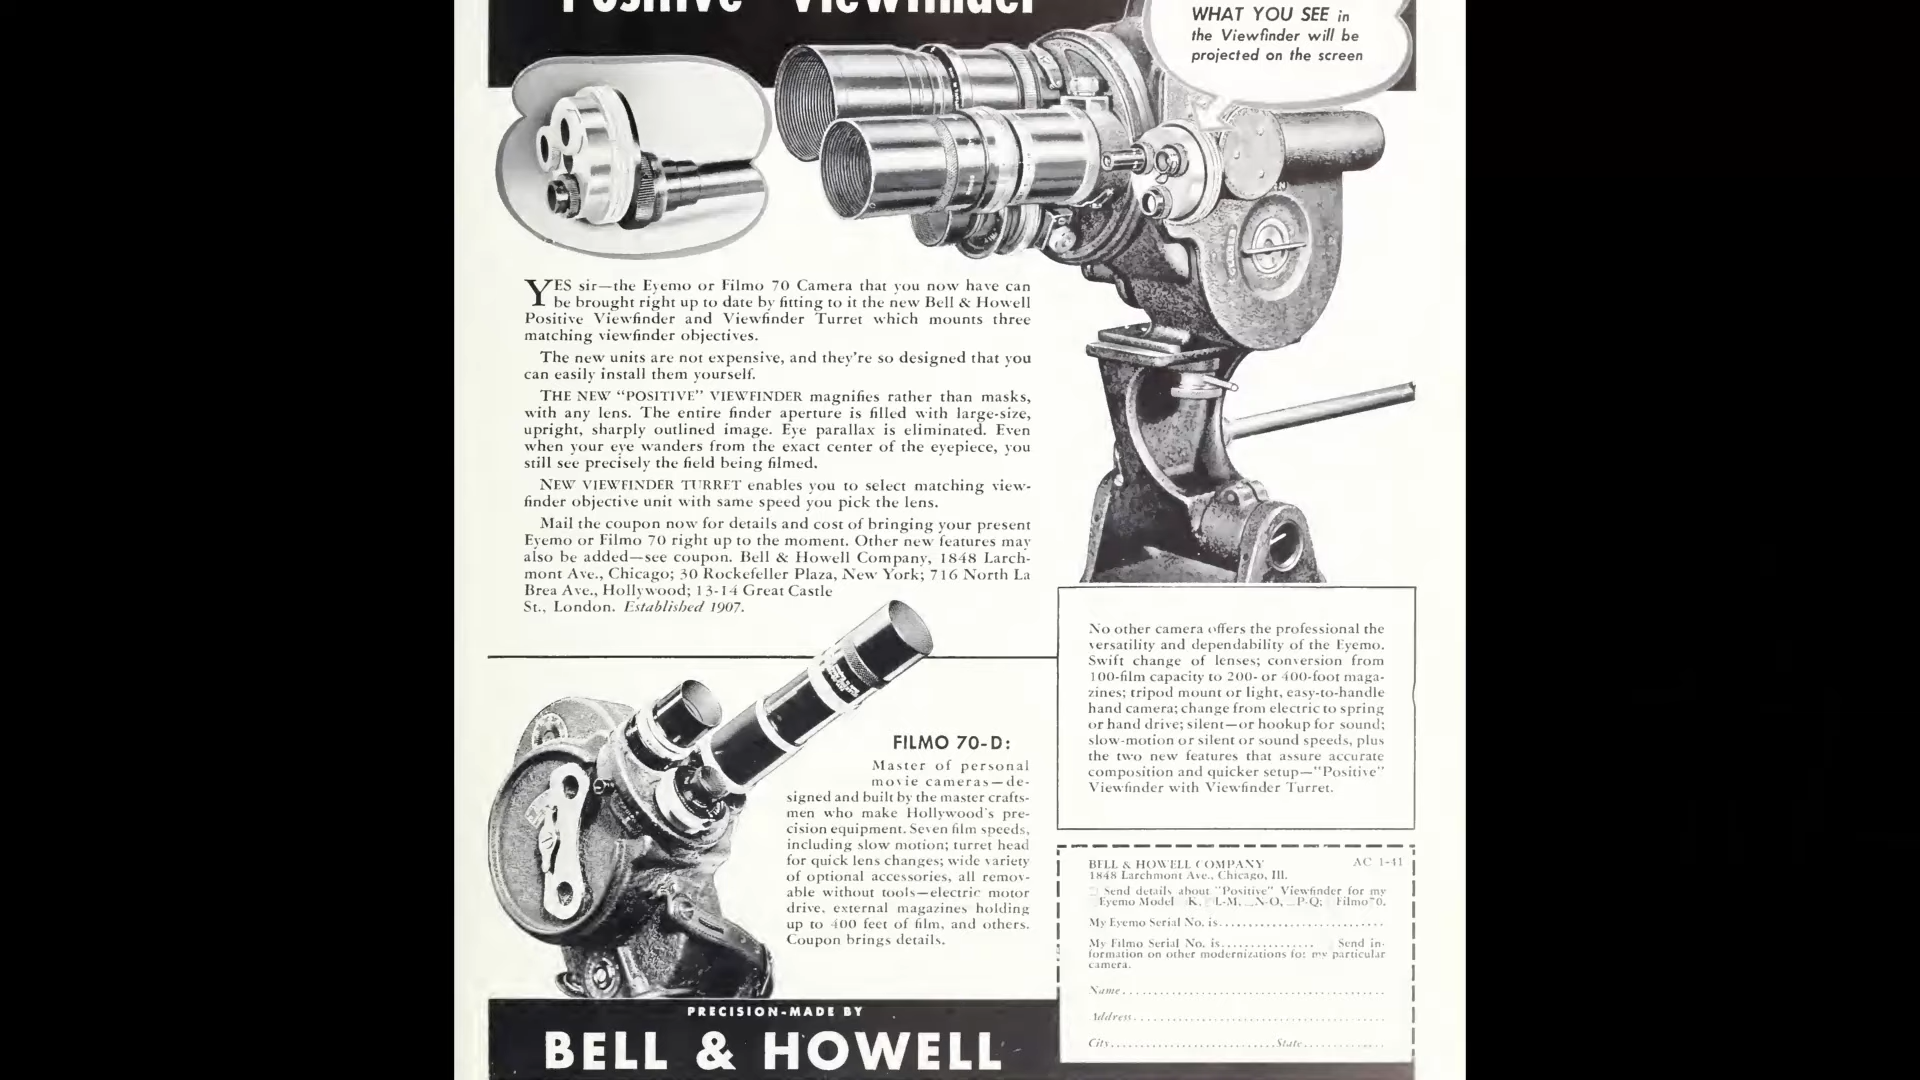 Positive" Viewfinder
WHAT YOU SEE in
the Viewfinder will be
projected on the screen
YES sir—the Eyemo or Filmo 70 Camera that you now have can
be brought right up to date by fitting to it the new Bell & Howell
Positive Viewfinder and Viewfinder Turret which mounts three
matching viewfinder objectives.
The new units are not expensive, and they're so designed that you
can easily install them yourself.
THE NEW "POSITIVE" VIEWFINDER magnifies rather than masks,
with any lens. The entire finder aperture is filled with large-size,
upright, sharply outlined image. Eye parallax is eliminated. Even
when your eye wanders from the exact center of the eyepiece, you
still see precisely the field being filmed.
NEW VIEWFINDER TURRET enables you to select matching view-
finder objective unit with same speed you pick the lens.
Mail the coupon now for details and cost of bringing your present
Eyemo or Filmo 70 right up to the moment. Other new features may
also be added—see coupon. Bell & Howell Company, 1848 Larch-
mont Ave., Chicago; 30 Rockefeller Plaza, New York; 716 North La
Brea Ave., Hollywood; 13-14 Great Castle
St., London. Established 1907.
FILMO 70-D:
Master of personal
movie cameras—de-
signed and built by the master crafts-
men who make Hollywood's pre-
cision equipment. Seven film speeds,
including slow motion; turret head
for quick lens changes; wide variety
of optional accessories, all remov-
able without tools—electric motor
drive, external magazines holding
up to 400 feet of film, and others.
Coupon brings details.
No other camera offers the professional the
versatility and dependability of the Eyemo.
Swift change of lenses; conversion from
100-film capacity to 200- or 400-foot maga-
zines; tripod mount or light, easy-to-handle
hand camera; change from electric to spring
or hand drive; silent—or hookup for sound;
slow-motion or silent or sound speeds, plus
the two new features that assure accurate
composition and quicker setup—"Positive"
Viewfinder with Viewfinder Turret.
BELL & HOWELL COMPANY AC 1-41
1848 Larchmont Ave., Chicago, Ill.
Send details about "Positive" Viewfinder for my
Eyemo Model K, L-M, N-O, P-Q; Filmo 70.
My Eyemo Serial No. is..........................
My Filmo Serial No. is............... Send in-
formation on other modernizations for my particular
camera.
Name..........................................
Address........................................
City...........................State.............
PRECISION-MADE BY
BELL & HOWELL